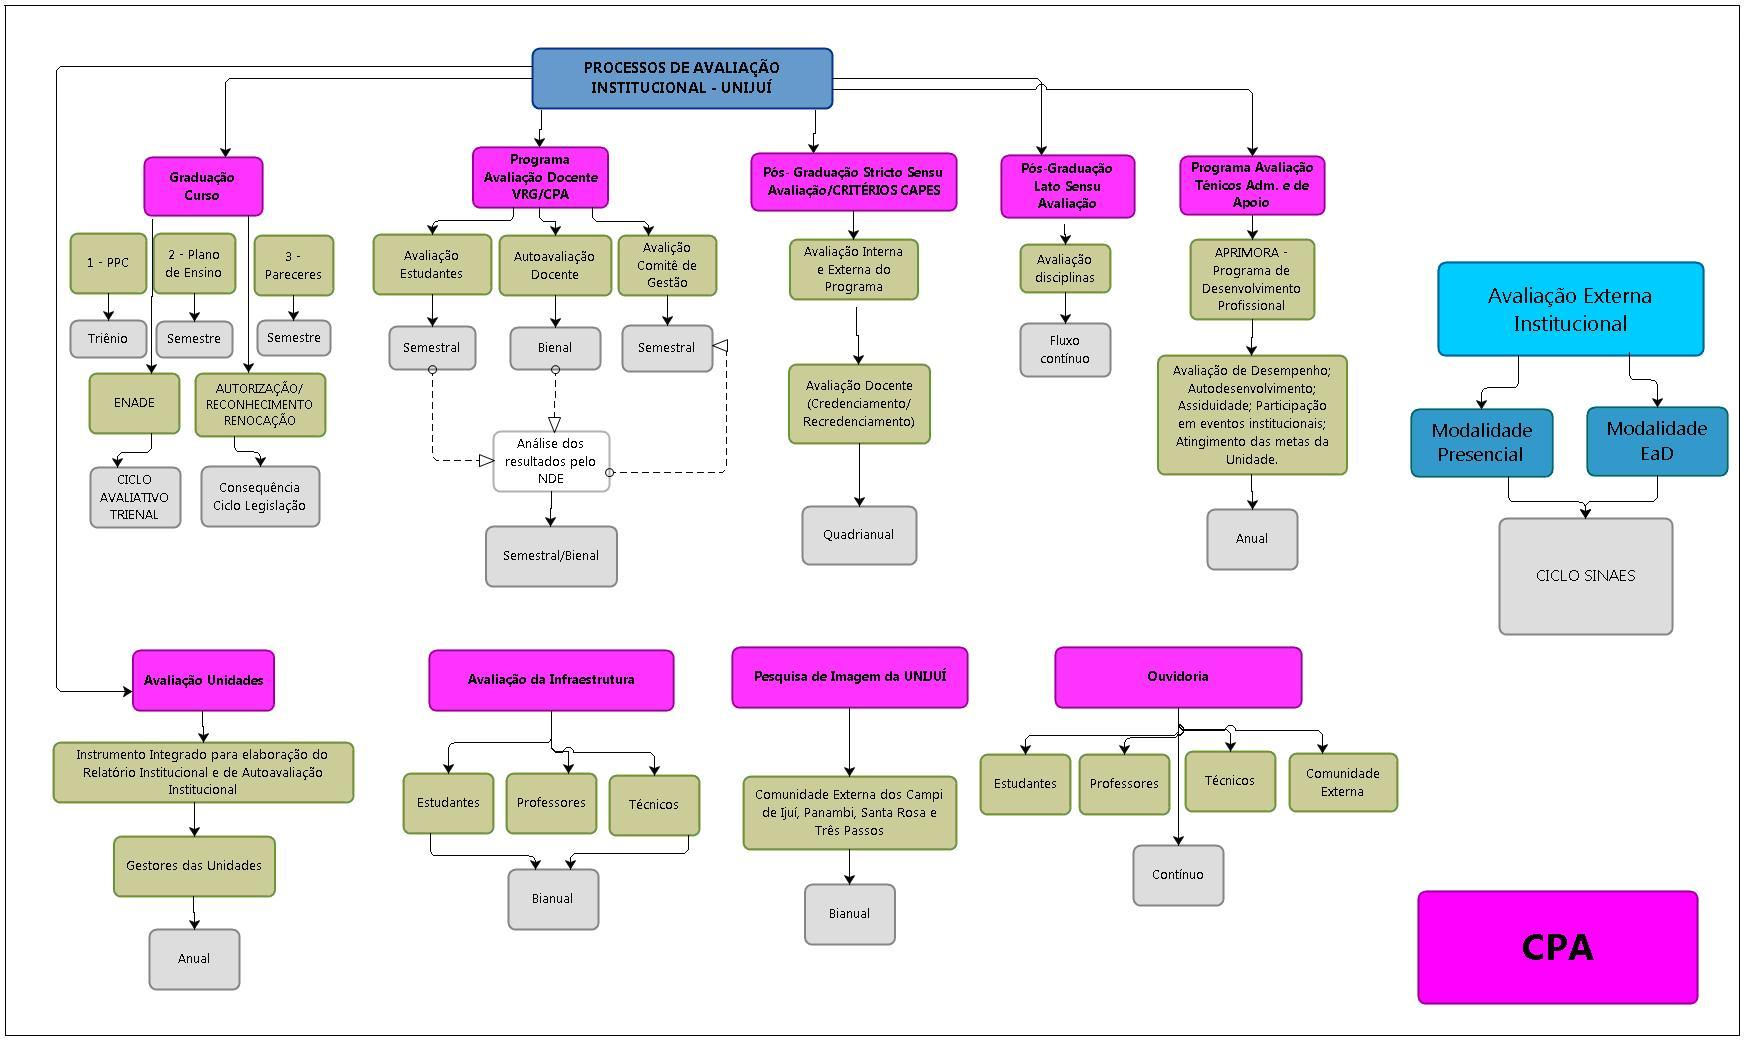 PROCESSOS DE AVALIAÇÃO
INSTITUCIONAL - UNIJUÍ
Graduação
Curso
Programa
Avaliação Docente
VRG/CPA
Pós- Graduação Stricto Sensu
Avaliação/CRITÉRIOS CAPES
Pós-Graduação
Lato Sensu
Avaliação
Programa Avaliação
Ténicos Adm. e de
Apoio
1 - PPC
2 - Plano
de Ensino
3 -
Pareceres
Triênio
Semestre
Semestre
ENADE
AUTORIZAÇÃO/
RECONHECIMENTO
RENOCAÇÃO
CICLO
AVALIATIVO
TRIENAL
Consequência
Ciclo Legislação
Avaliação
Estudantes
Autoavaliação
Docente
Avalição
Comitê de
Gestão
Semestral
Bienal
Semestral
Análise dos
resultados pelo
NDE
Semestral/Bienal
Avaliação Interna
e Externa do
Programa
Avaliação Docente
(Credenciamento/
Recredenciamento)
Quadrianual
Avaliação
disciplinas
Fluxo
contínuo
APRIMORA -
Programa de
Desenvolvimento
Profissional
Avaliação de Desempenho;
Autodesenvolvimento;
Assiduidade; Participação
em eventos institucionais;
Atingimento das metas da
Unidade.
Anual
Avaliação Externa
Institucional
Modalidade
Presencial
Modalidade
EaD
CICLO SINAES
Avaliação Unidades
Instrumento Integrado para elaboração do
Relatório Institucional e de Autoavaliação
Institucional
Gestores das Unidades
Anual
Avaliação da Infraestrutura
Estudantes
Professores
Técnicos
Bianual
Pesquisa de Imagem da UNIJUÍ
Comunidade Externa dos Campi
de Ijuí, Panambi, Santa Rosa e
Três Passos
Bianual
Ouvidoria
Estudantes
Professores
Técnicos
Comunidade
Externa
Contínuo
CPA